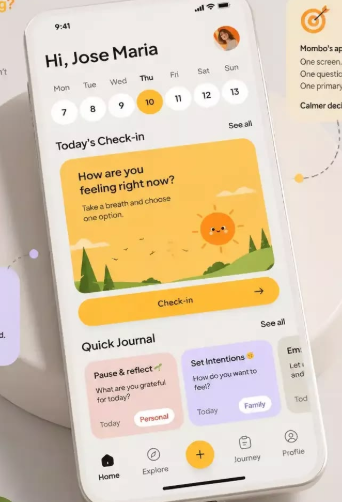 g?
9:41
Hi, Jose Maria
Mon Tue Wed Thu Fri Sat Sun
7 8 9 10 11 12 13
Today's Check-in
See all
How are you
feeling right now?
Take a breath and choose
one option.
Check-in
Quick Journal
See all
Pause & reflect
What are you grateful
for today?
Today
Personal
Set Intentions
How do you want to
feel?
Today
Family
Home
Explore
+
Journey
Profile
Mombo's ap
One screen.
One questio
One primary
Calmer deci